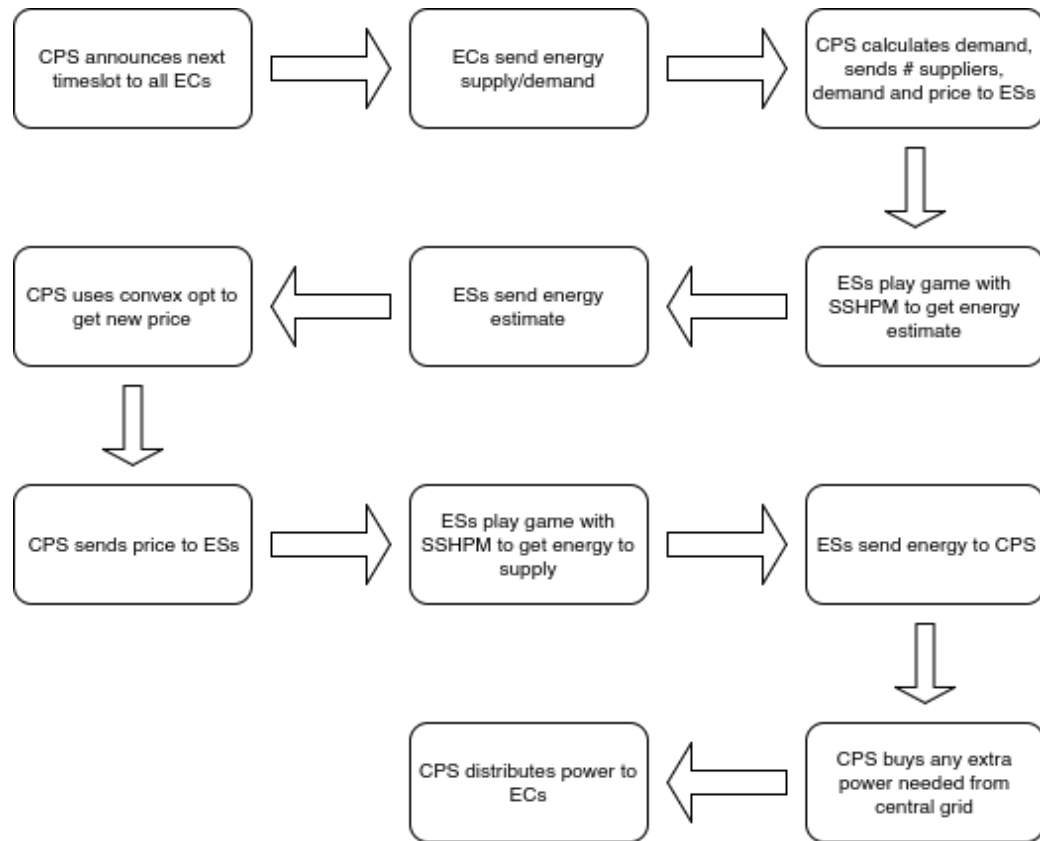 CPS announces next
timeslot to all ECs
ECs send energy
supply/demand
CPS calculates demand,
sends # suppliers,
demand and price to ESs
ESs play game with
SSHPM to get energy
estimate
ESs send energy
estimate
CPS uses convex opt to
get new price
CPS sends price to ESs
ESs play game with
SSHPM to get energy to
supply
ESs send energy to CPS
CPS buys any extra
power needed from
central grid
CPS distributes power to
ECs